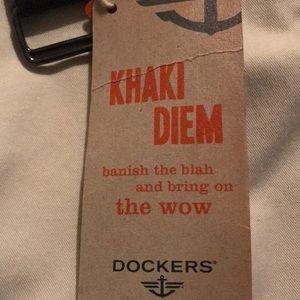 KHAKI
DIEM
banish the blah
and bring on
the wow
DOCKERS®